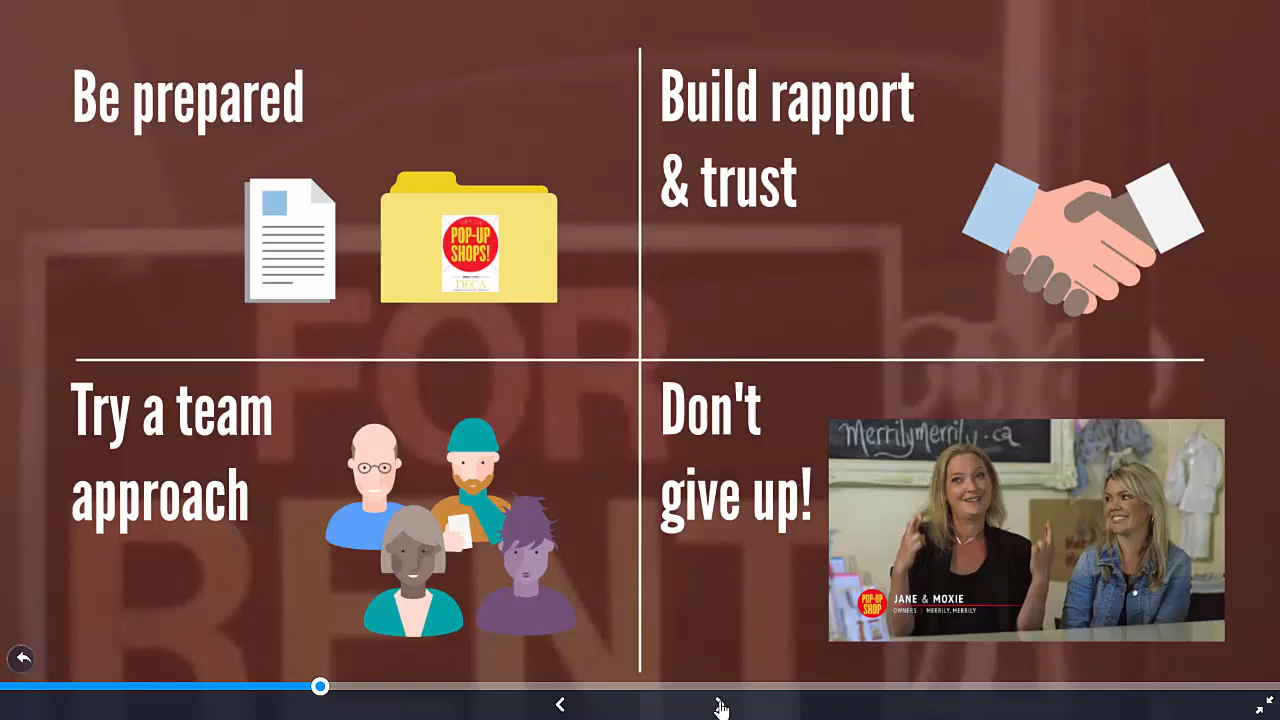 Be prepared
Build rapport
& trust
POP-UP
SHOPS!
DECA
FOR
RENT
Try a team
approach
Don't
give up!
Merrilymerrily.ca
POP-UP
SHOP
JANE & MOXIE
OWNERS | MERRILY, MERRILY